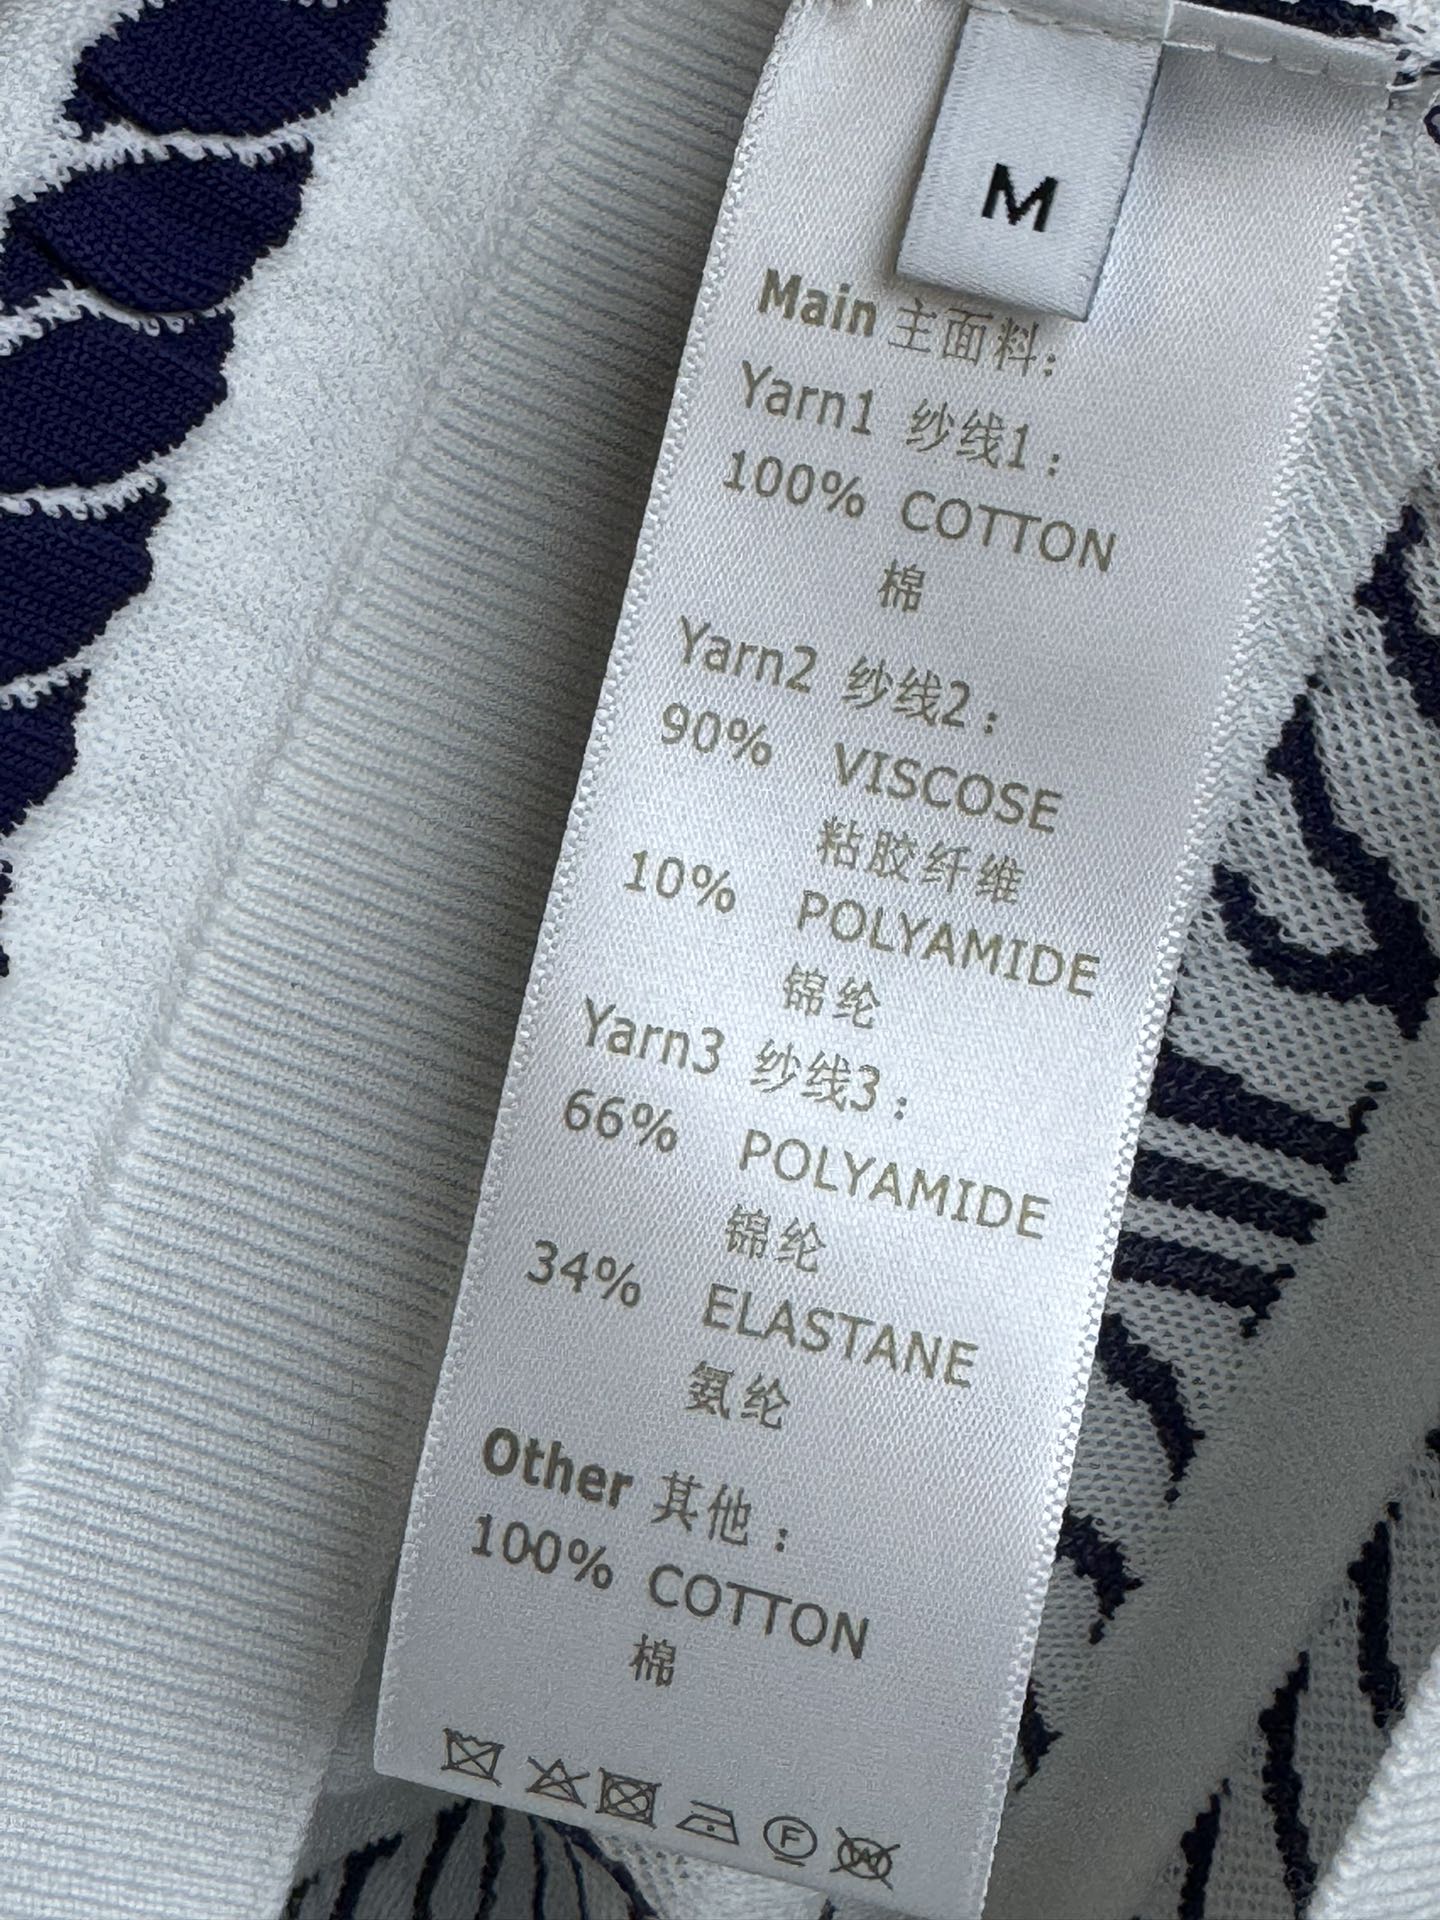 M
Main 主面料:
Yarn1 纱线1:
100% COTTON
棉
Yarn2 纱线2:
90% VISCOSE
粘胶纤维
10% POLYAMIDE
锦纶
Yarn3 纱线3:
66% POLYAMIDE
锦纶
34% ELASTANE
氨纶
Other 其他:
100% COTTON
棉
F W